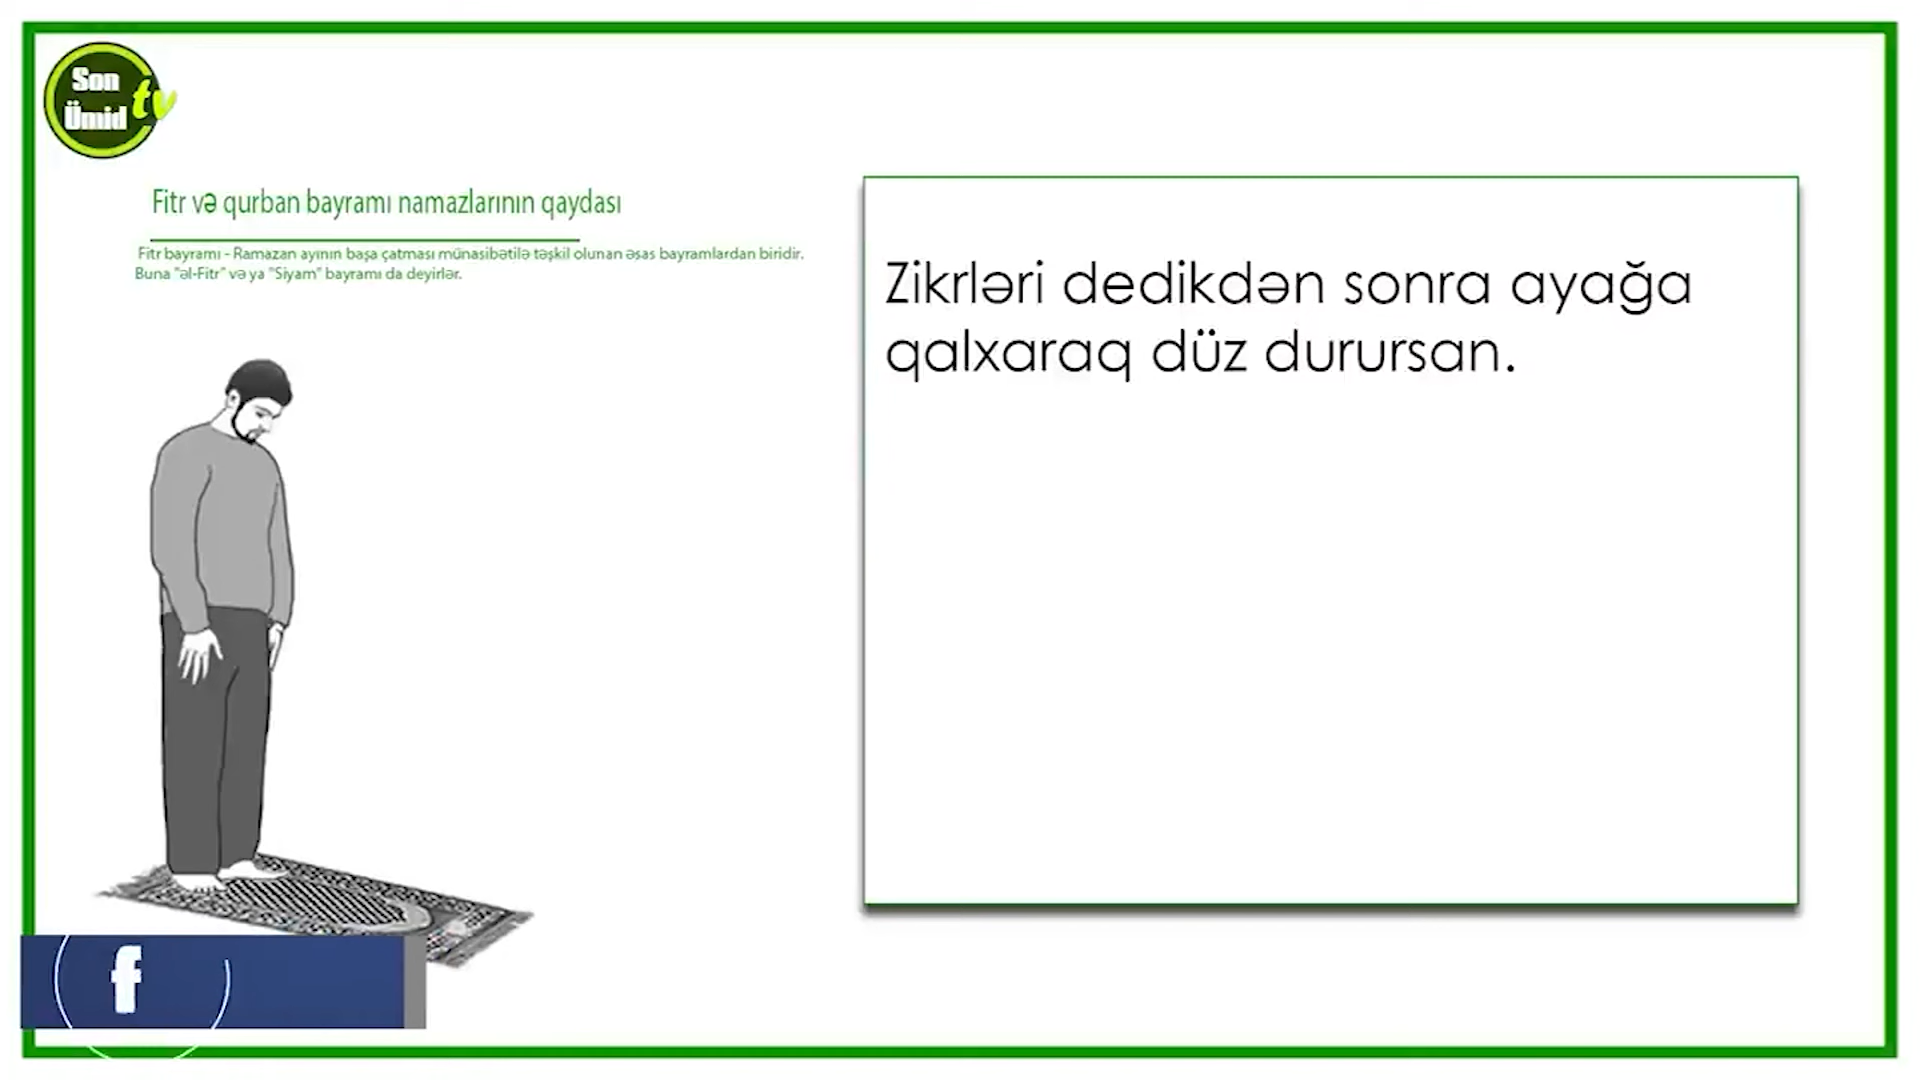 Son
Ümid tv
Fitr və qurban bayramı namazlarının qaydası
Fitr bayramı - Ramazan ayının başa çatması münasibətilə təşkil olunan əsas bayramlardan biridir.
Buna "əl-Fitr" və ya "Siyam" bayramı da deyirlər.
Zikrləri dedikdən sonra ayağa
qalxaraq düz durursan.
f